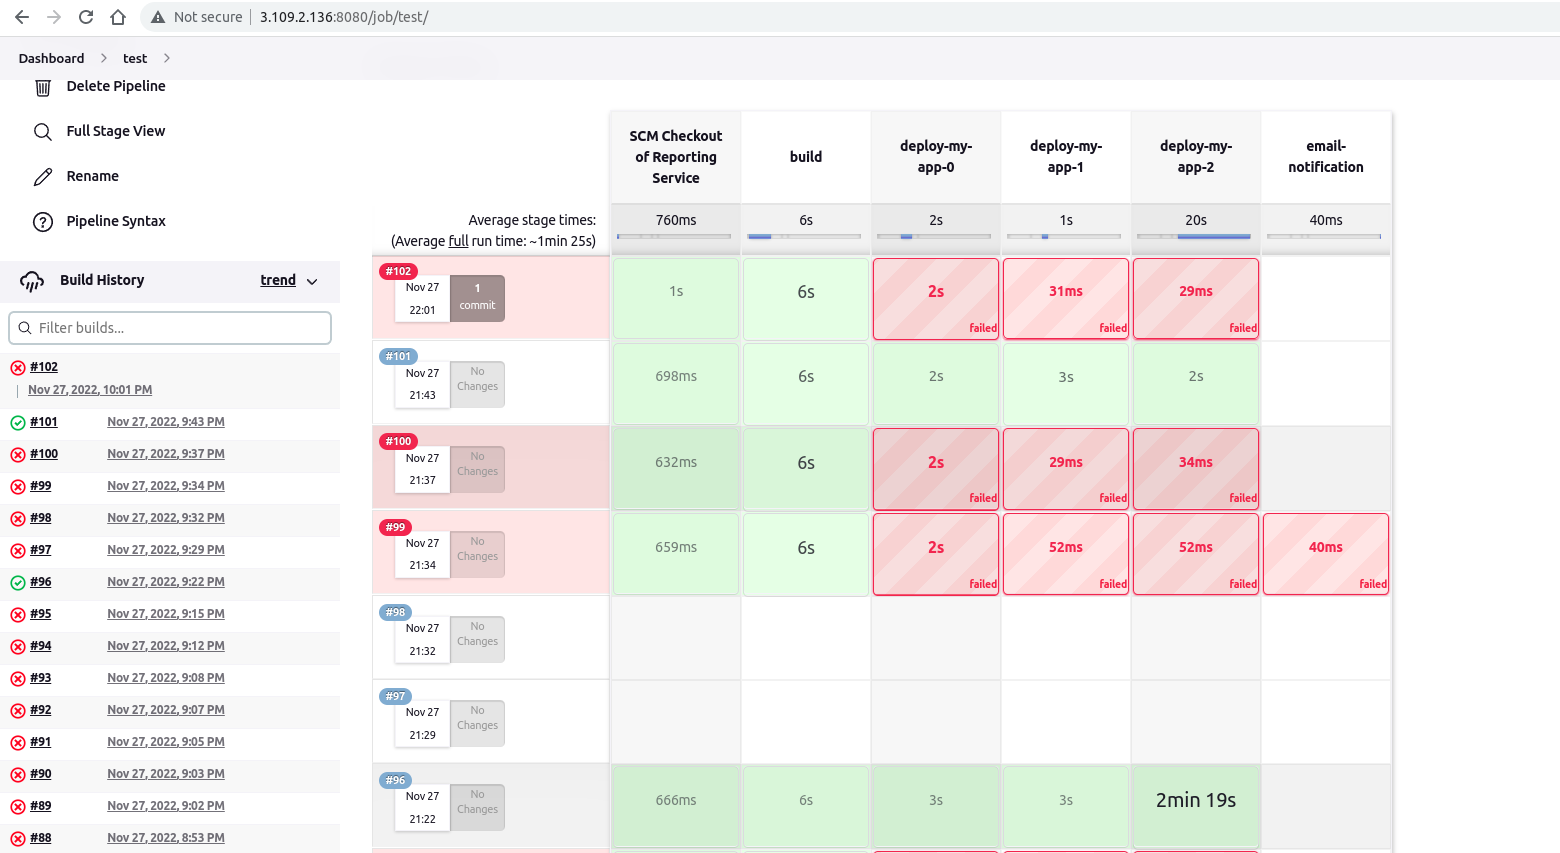 Not secure | 3.109.2.136:8080/job/test/
Dashboard > test >
Delete Pipeline
Full Stage View
Rename
Pipeline Syntax
Build History trend
Filter builds...
#102
Nov 27, 2022, 10:01 PM
#101 Nov 27, 2022, 9:43 PM
#100 Nov 27, 2022, 9:37 PM
#99 Nov 27, 2022, 9:34 PM
#98 Nov 27, 2022, 9:32 PM
#97 Nov 27, 2022, 9:29 PM
#96 Nov 27, 2022, 9:22 PM
#95 Nov 27, 2022, 9:15 PM
#94 Nov 27, 2022, 9:12 PM
#93 Nov 27, 2022, 9:08 PM
#92 Nov 27, 2022, 9:07 PM
#91 Nov 27, 2022, 9:05 PM
#90 Nov 27, 2022, 9:03 PM
#89 Nov 27, 2022, 9:02 PM
#88 Nov 27, 2022, 8:53 PM
SCM Checkout
of Reporting
Service
build
deploy-my-
app-0
deploy-my-
app-1
deploy-my-
app-2
email-
notification
Average stage times:
(Average full run time: ~1min 25s)
760ms 6s 2s 1s 20s 40ms
#102
Nov 27
22:01
1
commit
1s 6s 2s 31ms 29ms
failed failed failed
#101
Nov 27
21:43
No
Changes
698ms 6s 2s 3s 2s
#100
Nov 27
21:37
No
Changes
632ms 6s 2s 29ms 34ms
failed failed failed
#99
Nov 27
21:34
No
Changes
659ms 6s 2s 52ms 52ms 40ms
failed failed failed failed
#98
Nov 27
21:32
No
Changes
#97
Nov 27
21:29
No
Changes
#96
Nov 27
21:22
No
Changes
666ms 6s 3s 3s 2min 19s